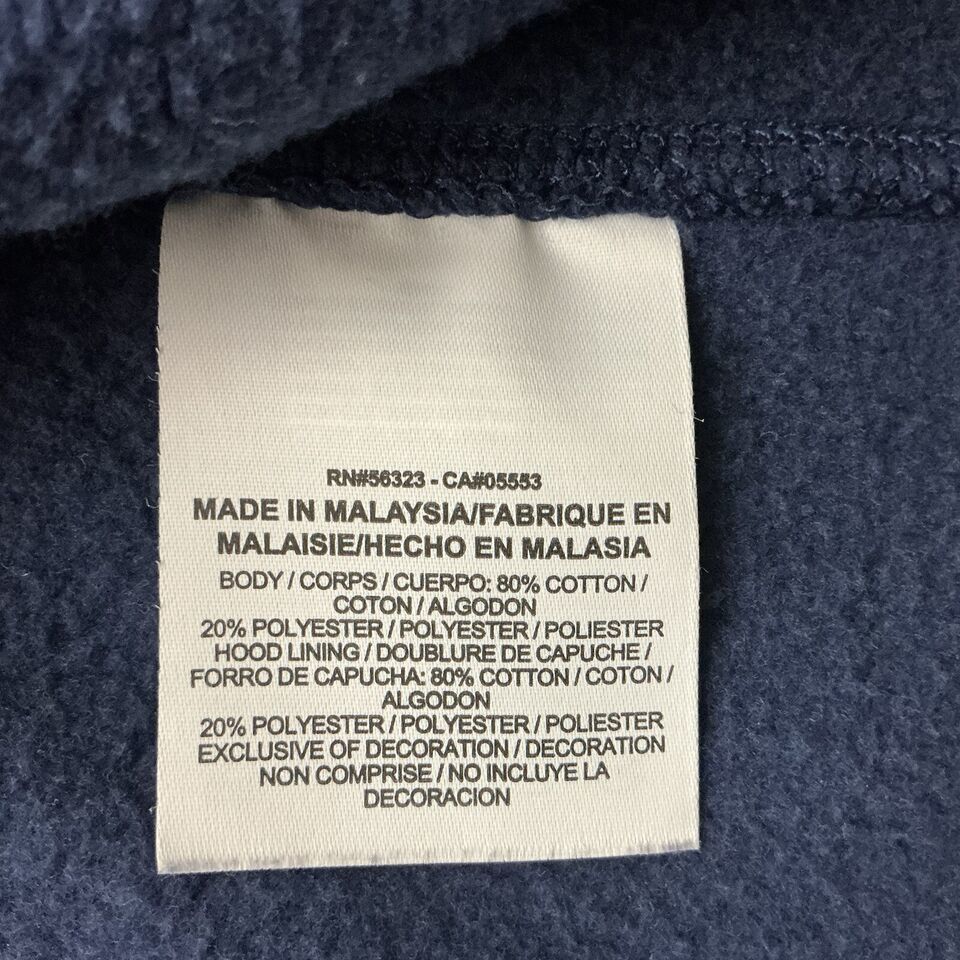 RN#56323 - CA#05553
MADE IN MALAYSIA/FABRIQUE EN
MALAISIE/HECHO EN MALASIA
BODY / CORPS / CUERPO: 80% COTTON /
COTON / ALGODON
20% POLYESTER / POLYESTER / POLIESTER
HOOD LINING / DOUBLURE DE CAPUCHE /
FORRO DE CAPUCHA: 80% COTTON / COTON /
ALGODON
20% POLYESTER / POLYESTER / POLIESTER
EXCLUSIVE OF DECORATION / DECORATION
NON COMPRISE / NO INCLUYE LA
DECORACION